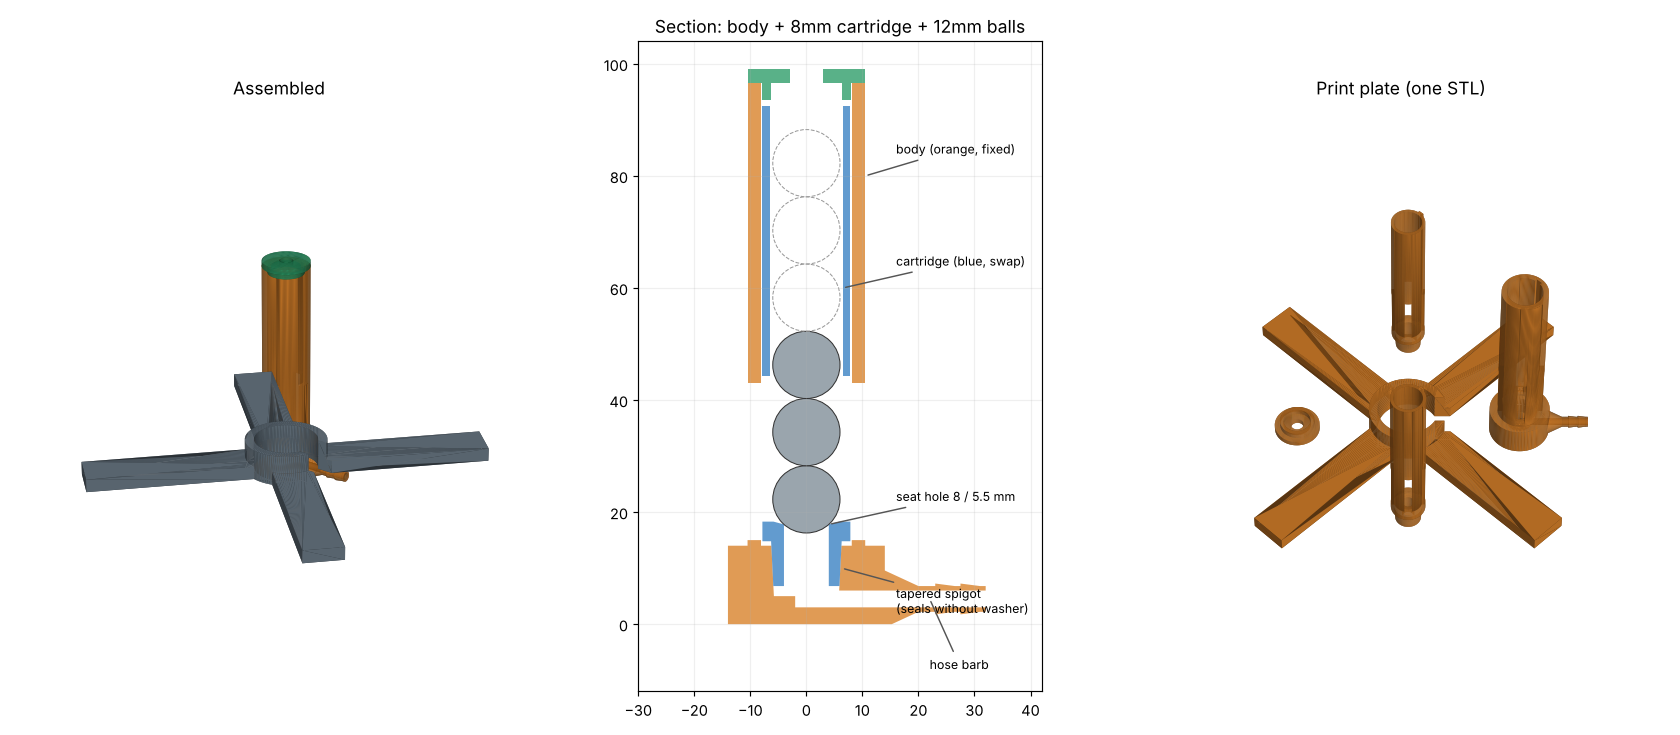 Assembled
Section: body + 8mm cartridge + 12mm balls
Print plate (one STL)
100
80
60
40
20
0
body (orange, fixed)
cartridge (blue, swap)
seat hole 8 / 5.5 mm
tapered spigot
(seals without washer)
hose barb
−30
−20
−10
0
10
20
30
40